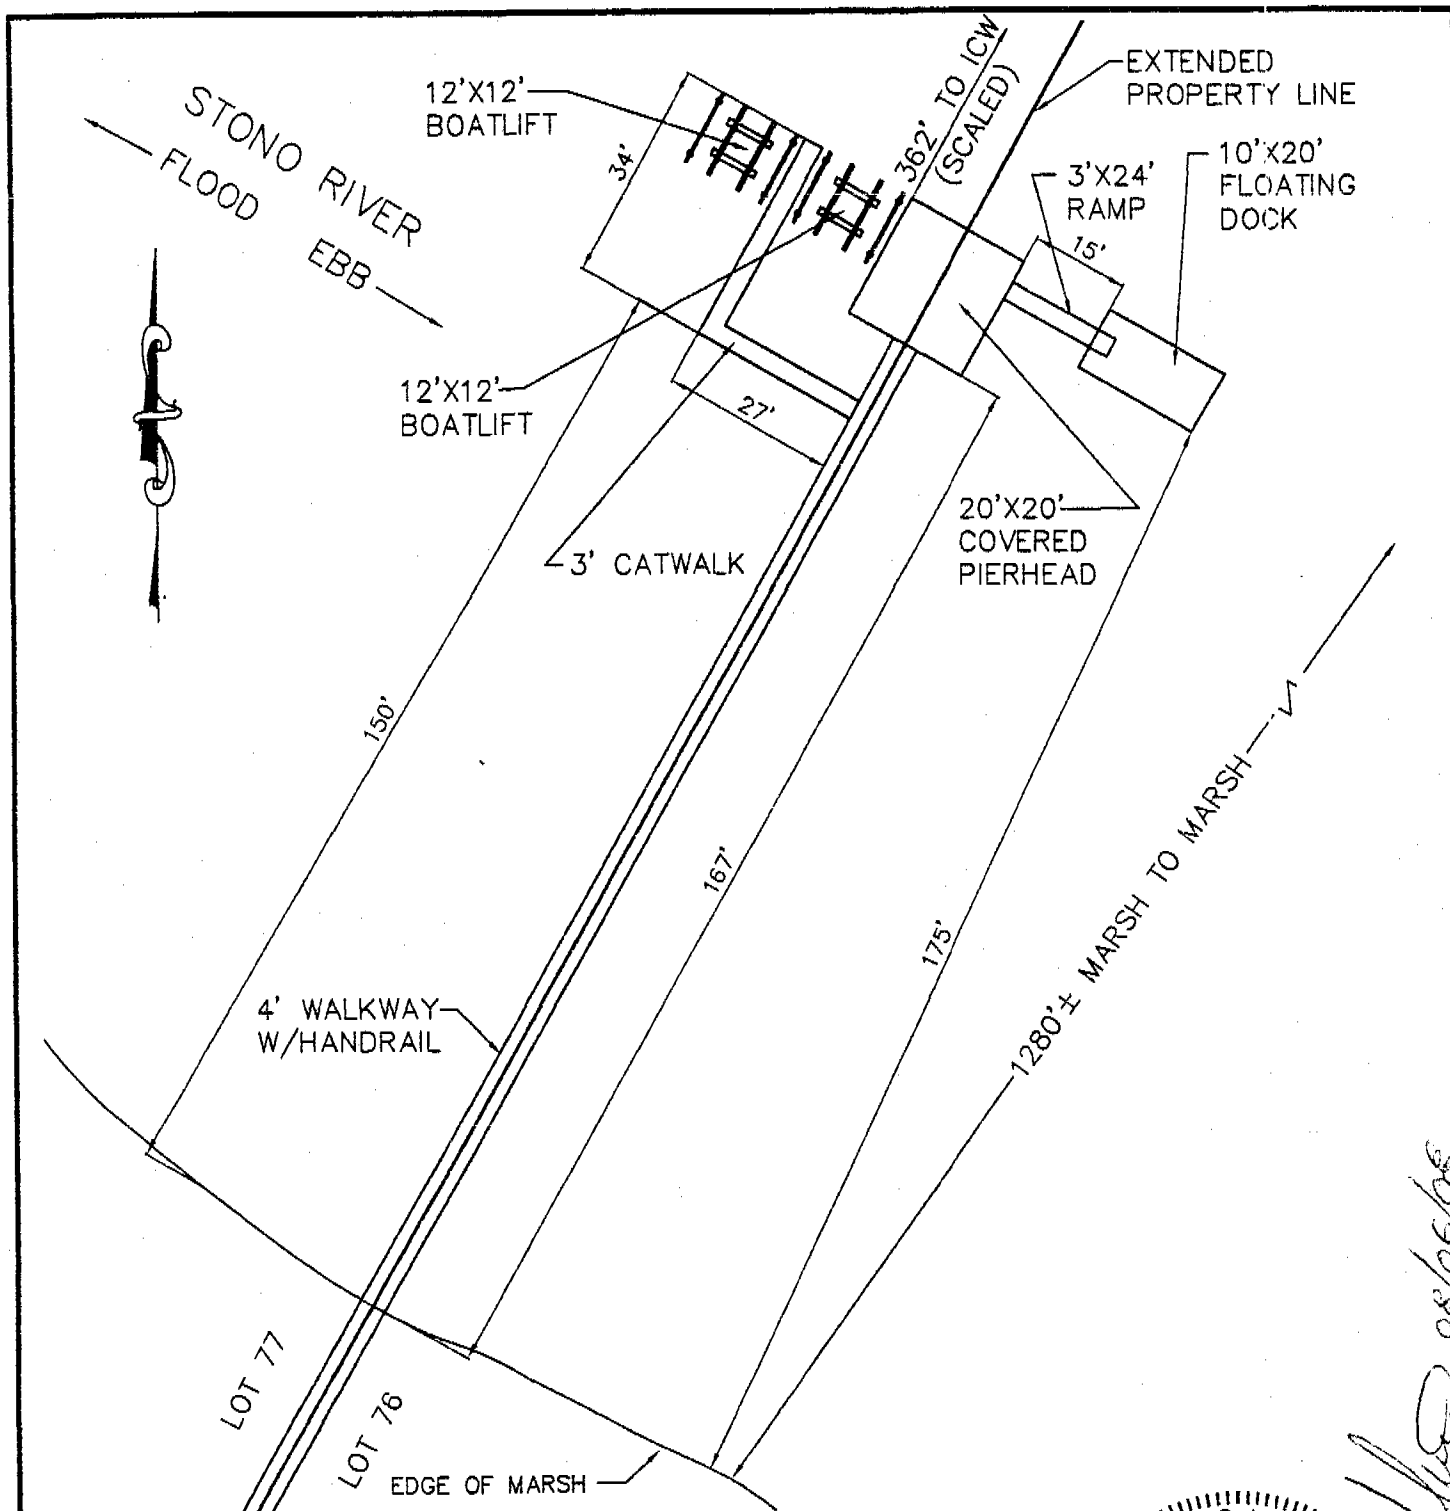 STONO RIVER
FLOOD
EBB
12'X12'
BOATLIFT
34'
362' TO ICW
(SCALED)
EXTENDED
PROPERTY LINE
3'X24'
RAMP
10'X20'
FLOATING
DOCK
15'
12'X12'
BOATLIFT
27'
3' CATWALK
20'X20'
COVERED
PIERHEAD
150'
167'
175'
1280'± MARSH TO MARSH
4' WALKWAY
W/HANDRAIL
LOT 77
LOT 76
EDGE OF MARSH